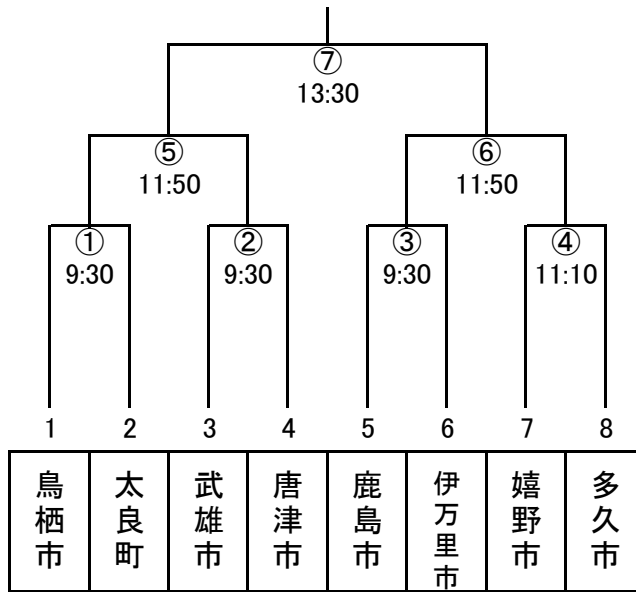 ⑦
13:30
⑤ ⑥
11:50 11:50
① ② ③ ④
9:30 9:30 9:30 11:10
1 2 3 4 5 6 7 8
鳥栖市
太良町
武雄市
唐津市
鹿島市
伊万里市
嬉野市
多久市